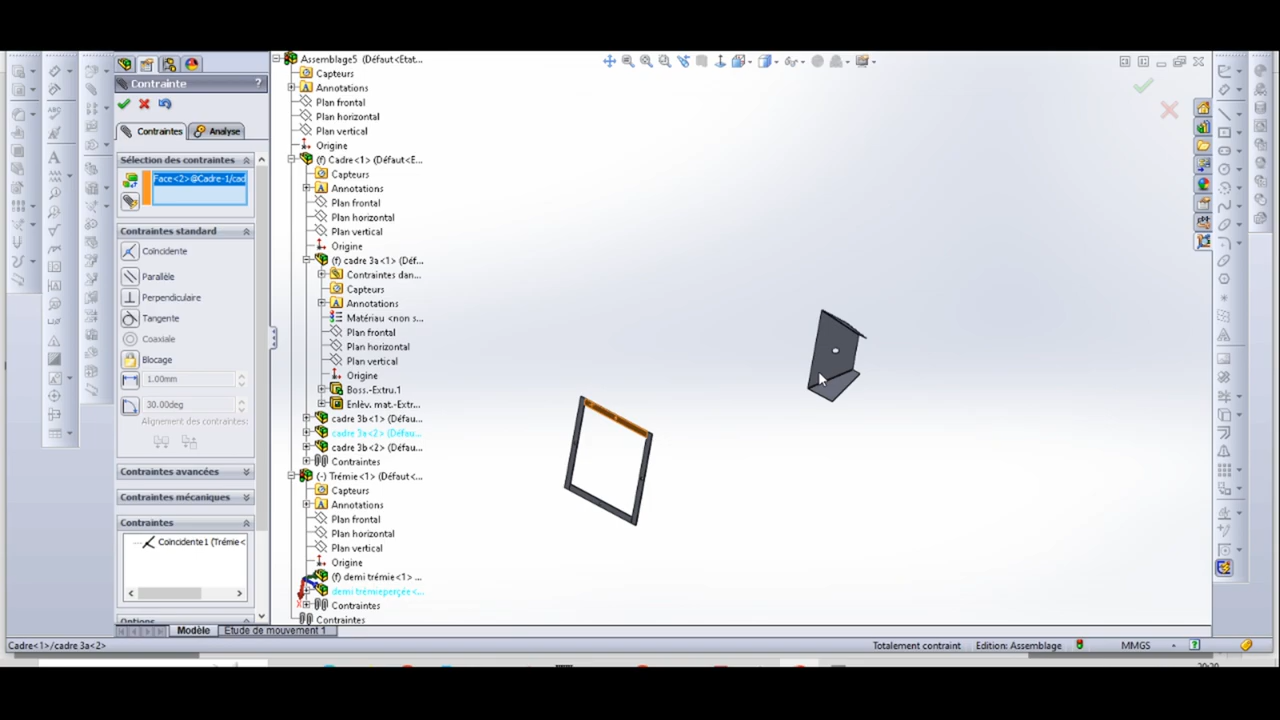 Contrainte ?
Contraintes Analyse
Sélection des contraintes
Face<2>@Cadre-1/cad
Contraintes standard
Coïncidente
Parallèle
Perpendiculaire
Tangente
Coaxiale
Blocage
1.00mm
30.00deg
Alignement des contraintes:
Contraintes avancées
Contraintes mécaniques
Contraintes
Coïncidente1 (Trémie<
Options
Assemblage5 (Défaut<Etat...
Capteurs
Annotations
Plan frontal
Plan horizontal
Plan vertical
Origine
(f) Cadre<1> (Défaut<E...
Capteurs
Annotations
Plan frontal
Plan horizontal
Plan vertical
Origine
(f) cadre 3a<1> (Déf...
Contraintes dan...
Capteurs
Annotations
Matériau <non s...
Plan frontal
Plan horizontal
Plan vertical
Origine
Boss.-Extru.1
Enlèv. mat.-Extr...
cadre 3b<1> (Défau...
cadre 3a<2> (Défau...
cadre 3b<2> (Défau...
Contraintes
(-) Trémie<1> (Défaut<...
Capteurs
Annotations
Plan frontal
Plan horizontal
Plan vertical
Origine
(f) demi trémie<1> ...
demi trémieperçée<...
Contraintes
Contraintes
Modèle Etude de mouvement 1
Cadre<1>/cadre 3a<2> Totalement contraint Edition: Assemblage MMGS